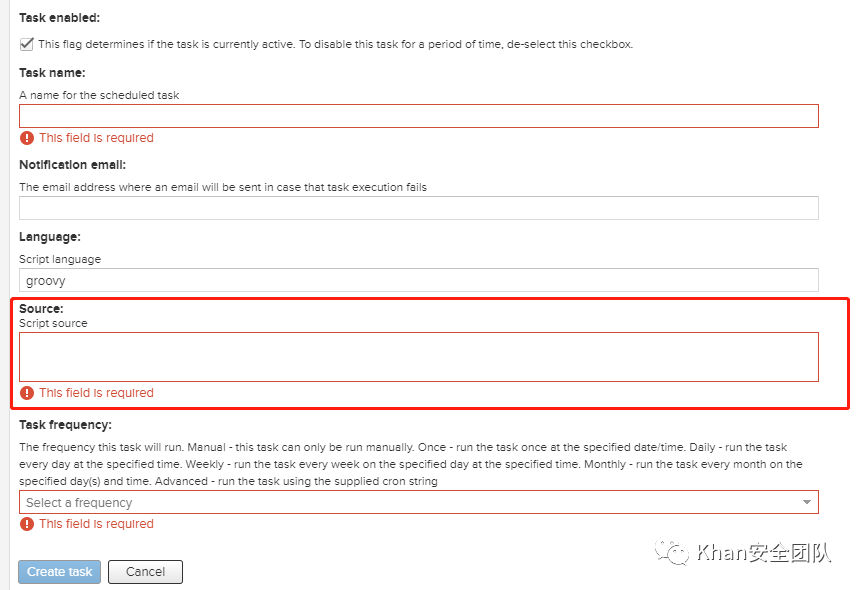 Task enabled:
This flag determines if the task is currently active. To disable this task for a period of time, de-select this checkbox.
Task name:
A name for the scheduled task
This field is required
Notification email:
The email address where an email will be sent in case that task execution fails
Language:
Script language
groovy
Source:
Script source
This field is required
Task frequency:
The frequency this task will run. Manual - this task can only be run manually. Once - run the task once at the specified date/time. Daily - run the task
every day at the specified time. Weekly - run the task every week on the specified day at the specified time. Monthly - run the task every month on the
specified day(s) and time. Advanced - run the task using the supplied cron string
Select a frequency
This field is required
Khan安全团队
Create task
Cancel